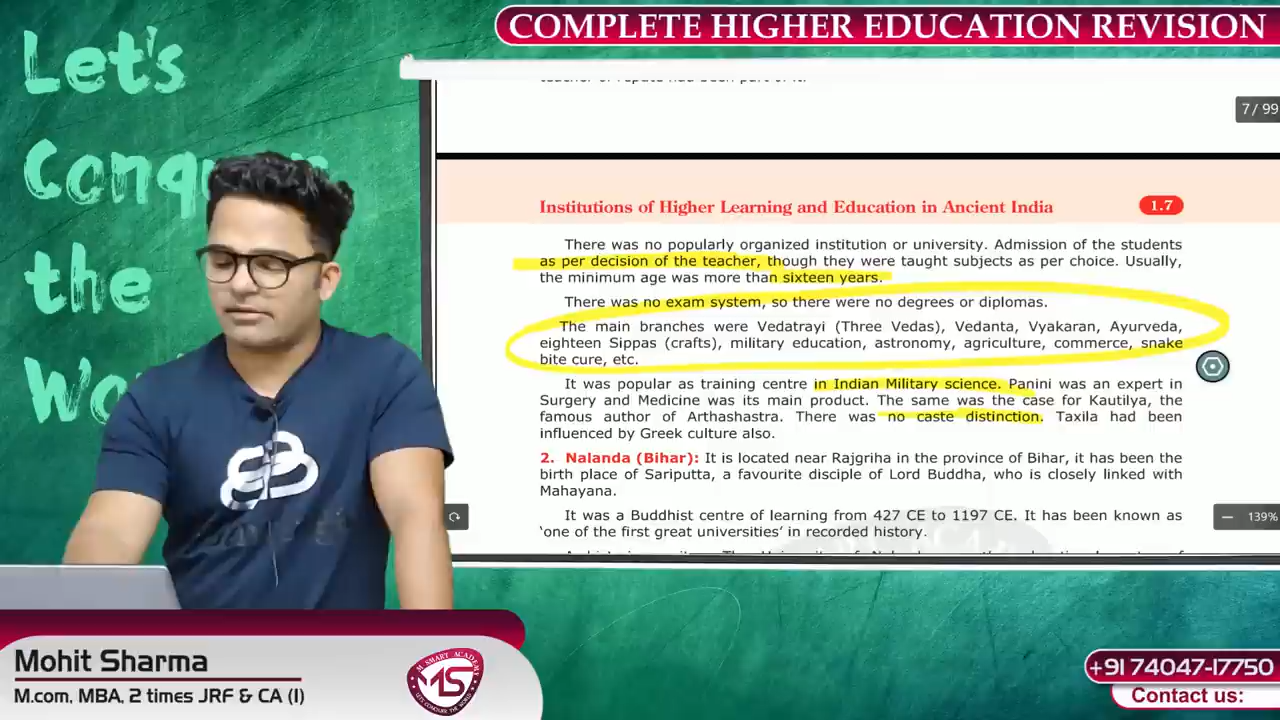 COMPLETE HIGHER EDUCATION REVISION
Let's
Conq
the
Wo
7 / 99
Institutions of Higher Learning and Education in Ancient India
1.7
There was no popularly organized institution or university. Admission of the students
as per decision of the teacher, though they were taught subjects as per choice. Usually,
the minimum age was more than sixteen years.
There was no exam system, so there were no degrees or diplomas.
The main branches were Vedatrayi (Three Vedas), Vedanta, Vyakaran, Ayurveda,
eighteen Sippas (crafts), military education, astronomy, agriculture, commerce, snake
bite cure, etc.
It was popular as training centre in Indian Military science. Panini was an expert in
Surgery and Medicine was its main product. The same was the case for Kautilya, the
famous author of Arthashastra. There was no caste distinction. Taxila had been
influenced by Greek culture also.
2. Nalanda (Bihar): It is located near Rajgriha in the province of Bihar, it has been the
birth place of Sariputta, a favourite disciple of Lord Buddha, who is closely linked with
Mahayana.
It was a Buddhist centre of learning from 427 CE to 1197 CE. It has been known as
‘one of the first great universities’ in recorded history.
139%
Mohit Sharma
M.com, MBA, 2 times JRF & CA (I)
M SMART ACADEMY
MS
LET'S CONQUER THE WORLD
+91 74047-17750
Contact us: